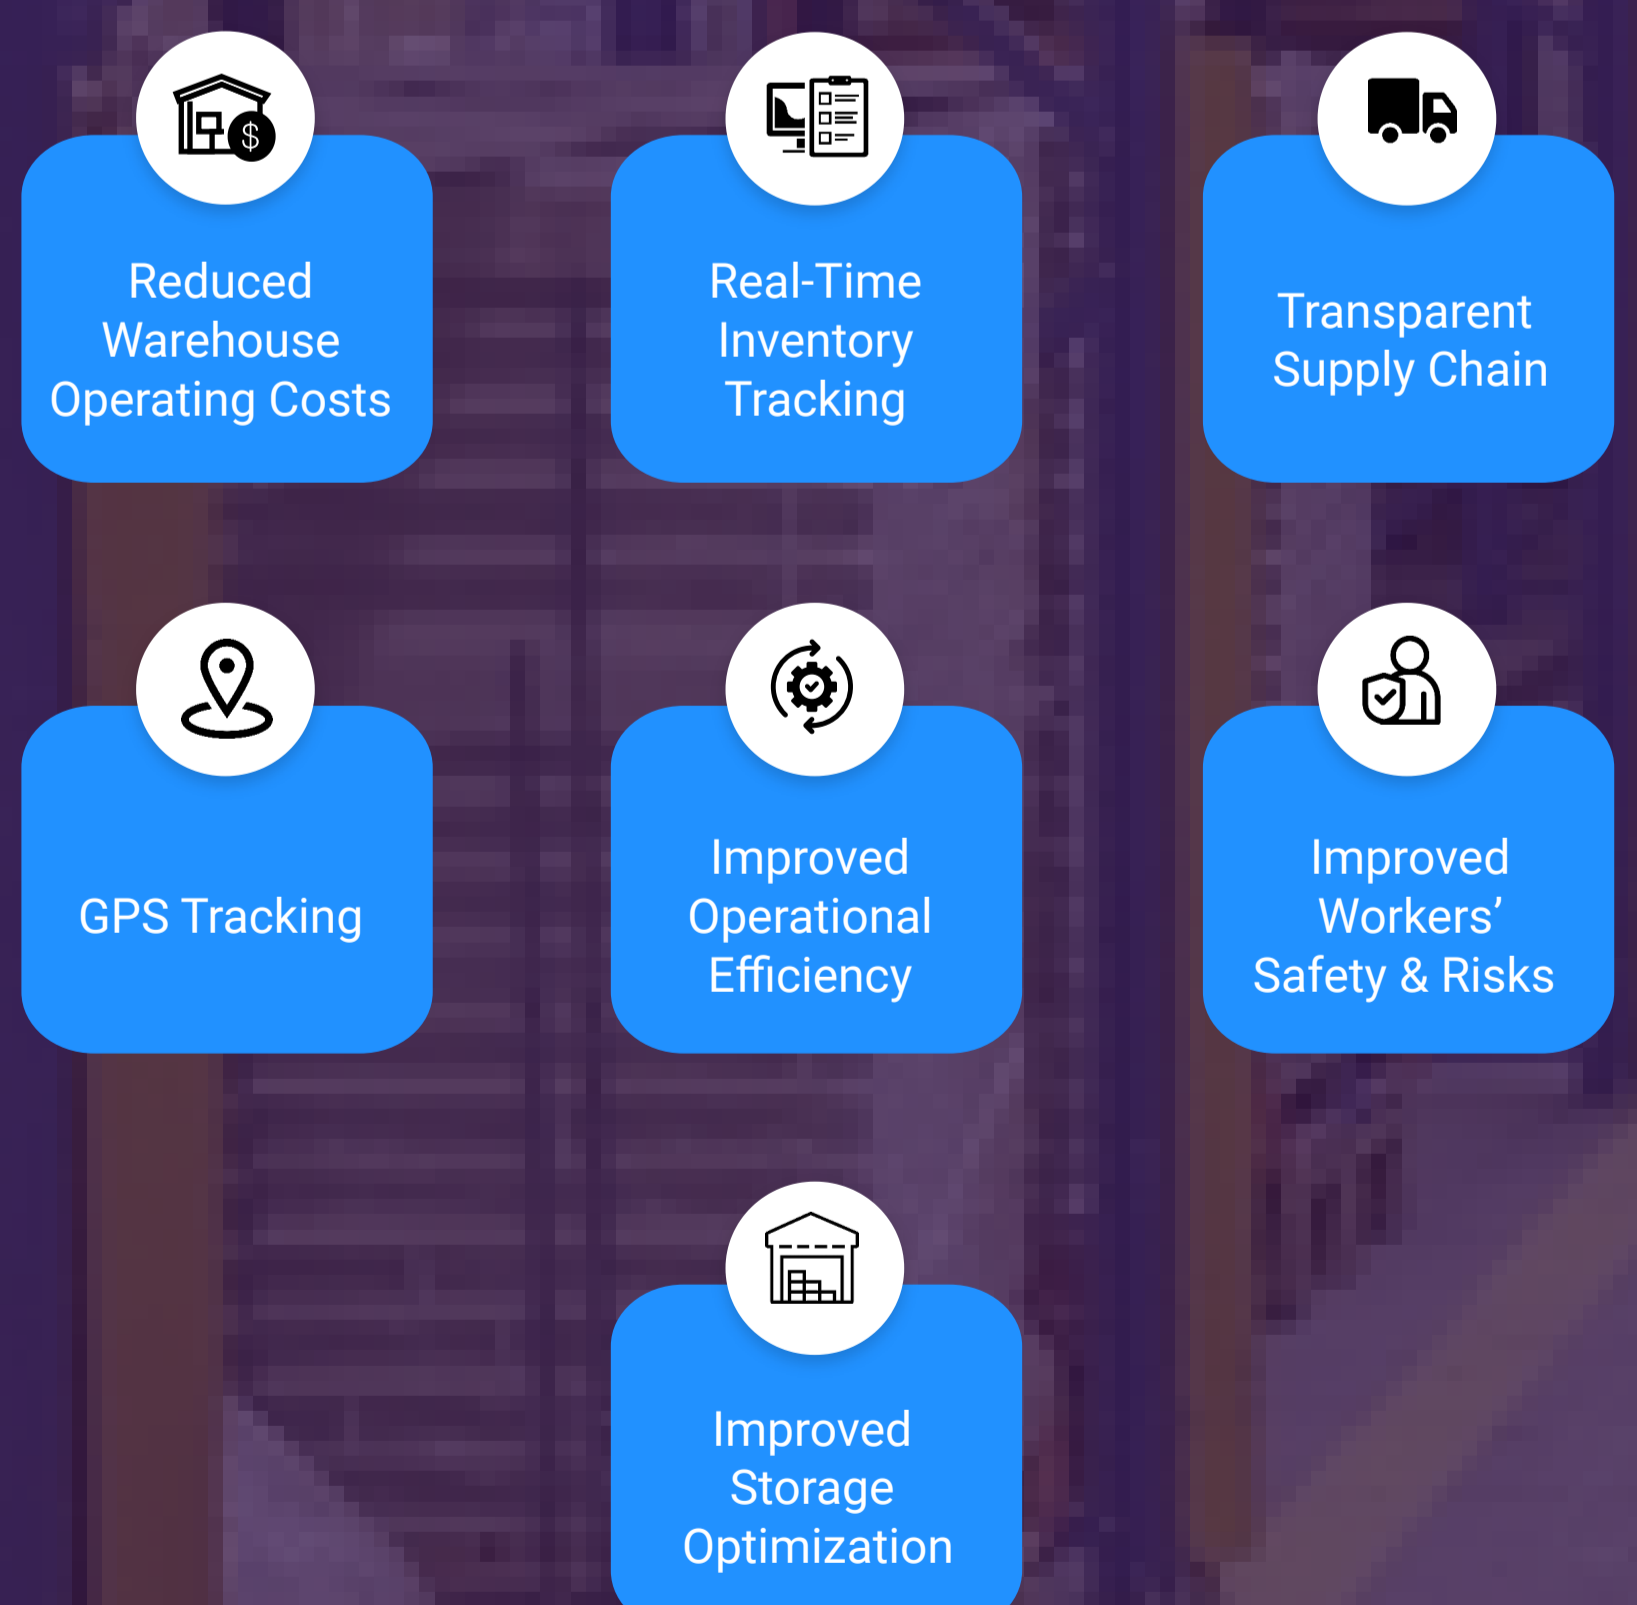 $
Reduced
Warehouse
Operating Costs
Real-Time
Inventory
Tracking
Transparent
Supply Chain
GPS Tracking
Improved
Operational
Efficiency
Improved
Workers’
Safety & Risks
Improved
Storage
Optimization